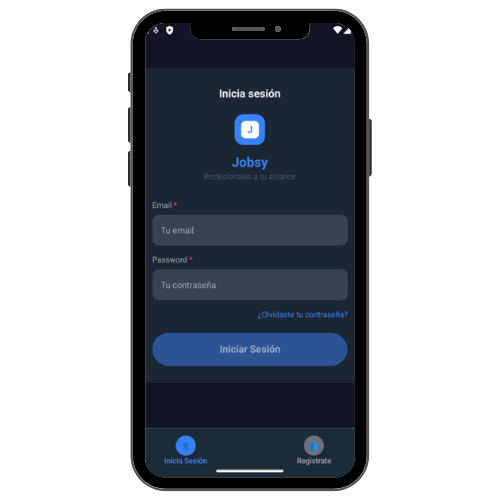 Inicia sesión
J
Jobsy
Profesionales a tu alcance
Email *
Tu email
Password *
Tu contraseña
¿Olvidaste tu contraseña?
Iniciar Sesión
Inicia Sesión
Registrate